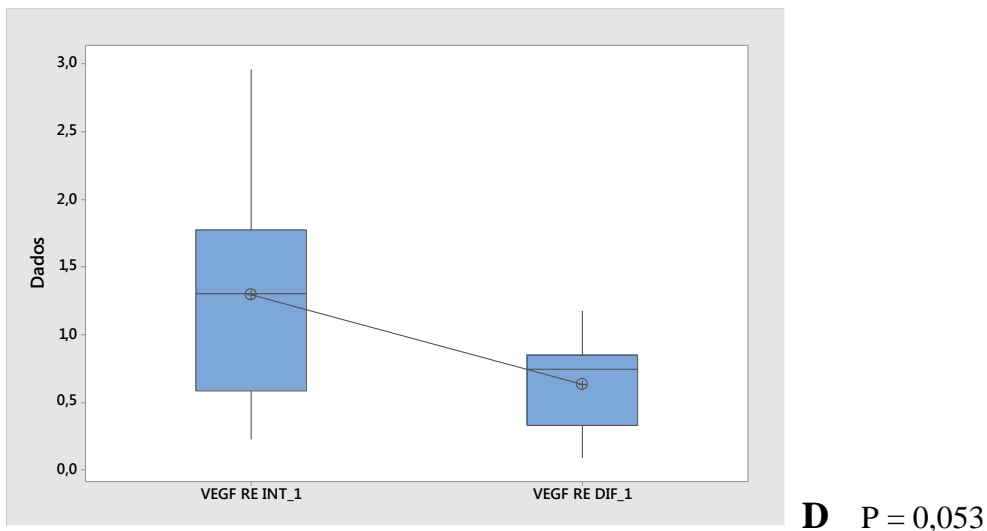 3,0
2,5
2,0
1,5
1,0
0,5
0,0
Dados
VEGF RE INT_1 VEGF RE DIF_1
D P = 0,053